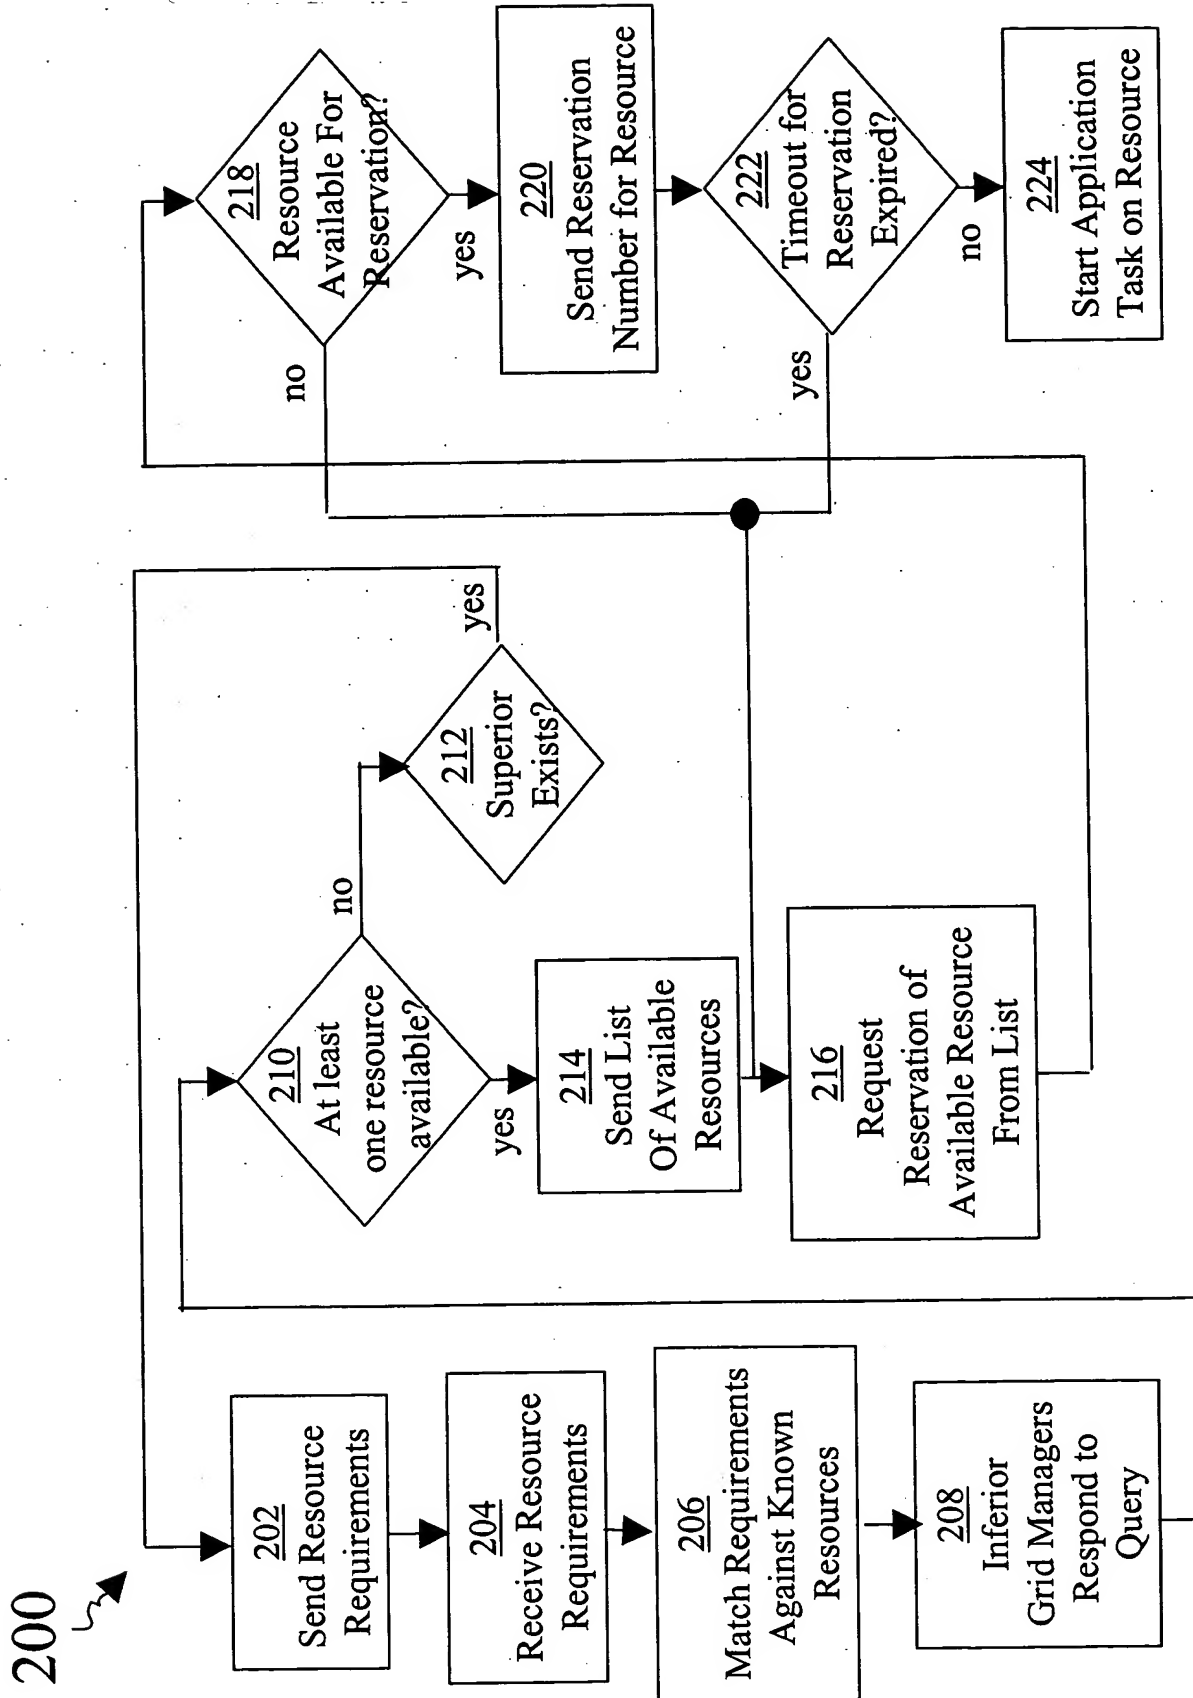 200
202
Send Resource
Requirements
204
Receive Resource
Requirements
206
Match Requirements
Against Known
Resources
208
Inferior
Grid Managers
Respond to
Query
210
At least
one resource
available?
no
yes
212
Superior
Exists?
yes
214
Send List
Of Available
Resources
216
Request
Reservation of
Available Resource
From List
218
Resource
Available For
Reservation?
no
yes
220
Send Reservation
Number for Resource
222
Timeout for
Reservation
Expired?
yes
no
224
Start Application
Task on Resource